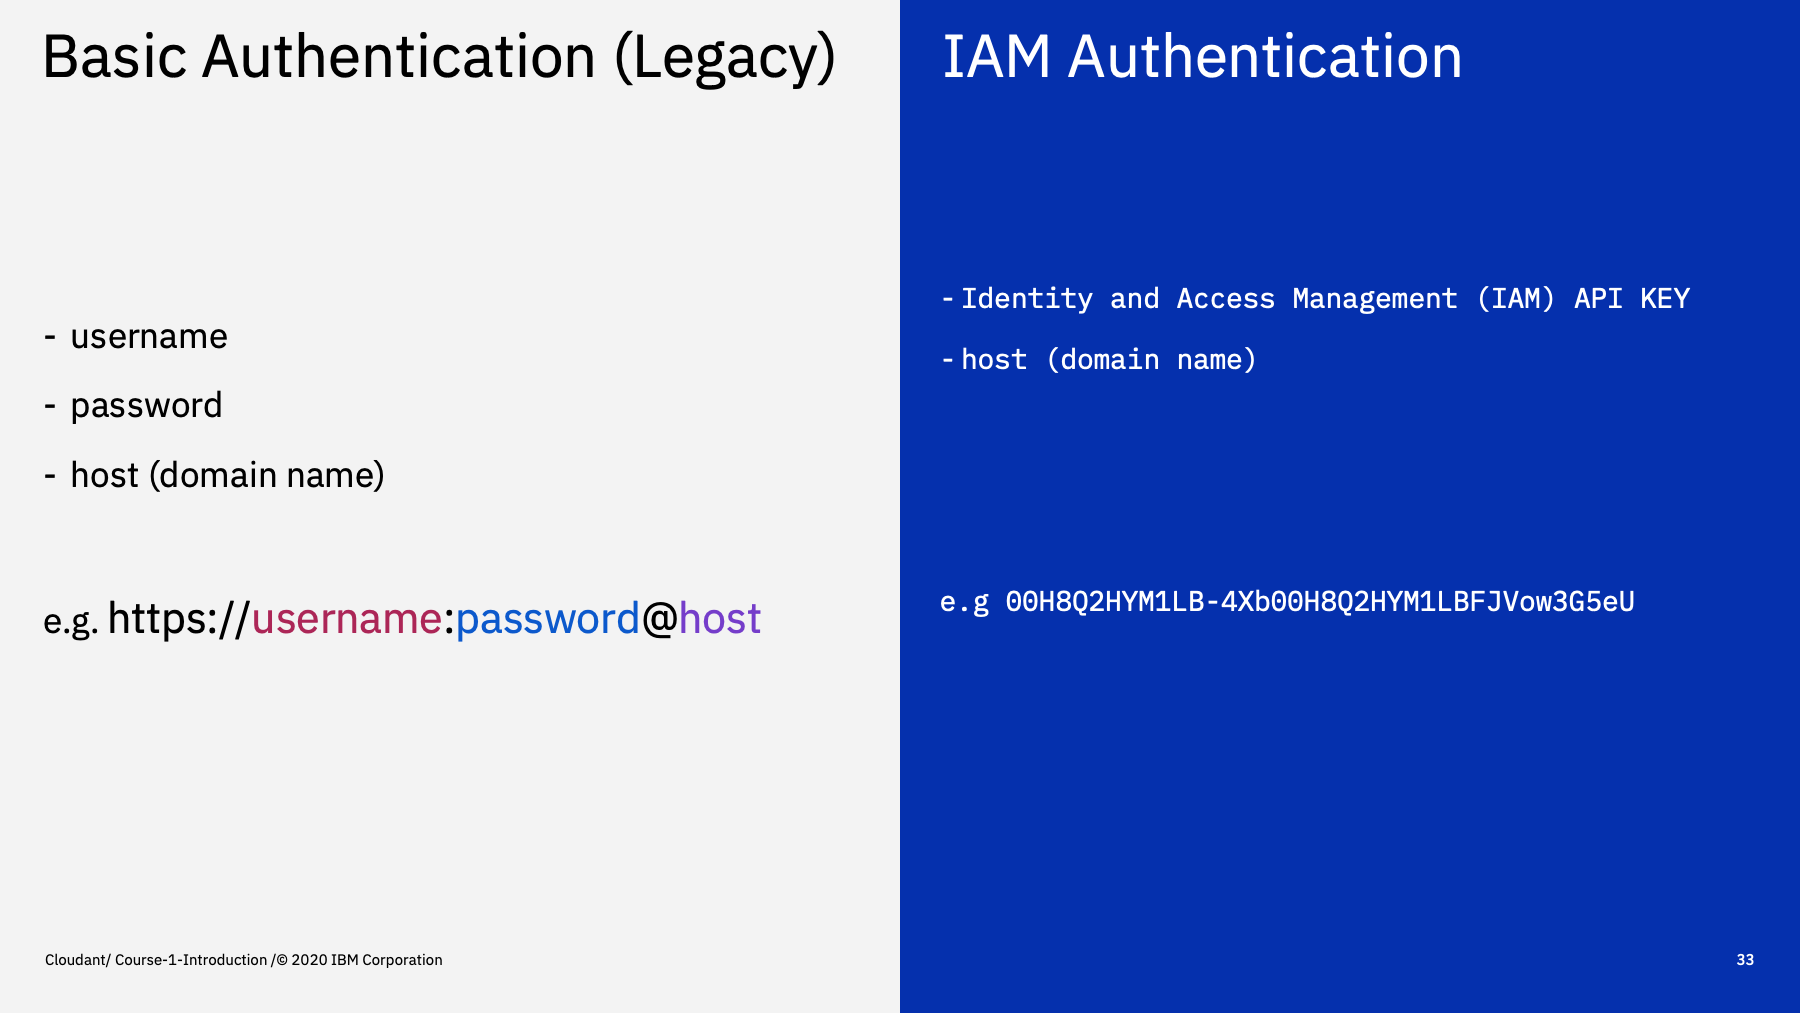 Basic Authentication (Legacy)
- username
- password
- host (domain name)
e.g. https://username:password@host
Cloudant/ Course-1-Introduction /© 2020 IBM Corporation
IAM Authentication
- Identity and Access Management (IAM) API KEY
- host (domain name)
e.g 00H8Q2HYM1LB-4Xb00H8Q2HYM1LBFJVow3G5eU
33